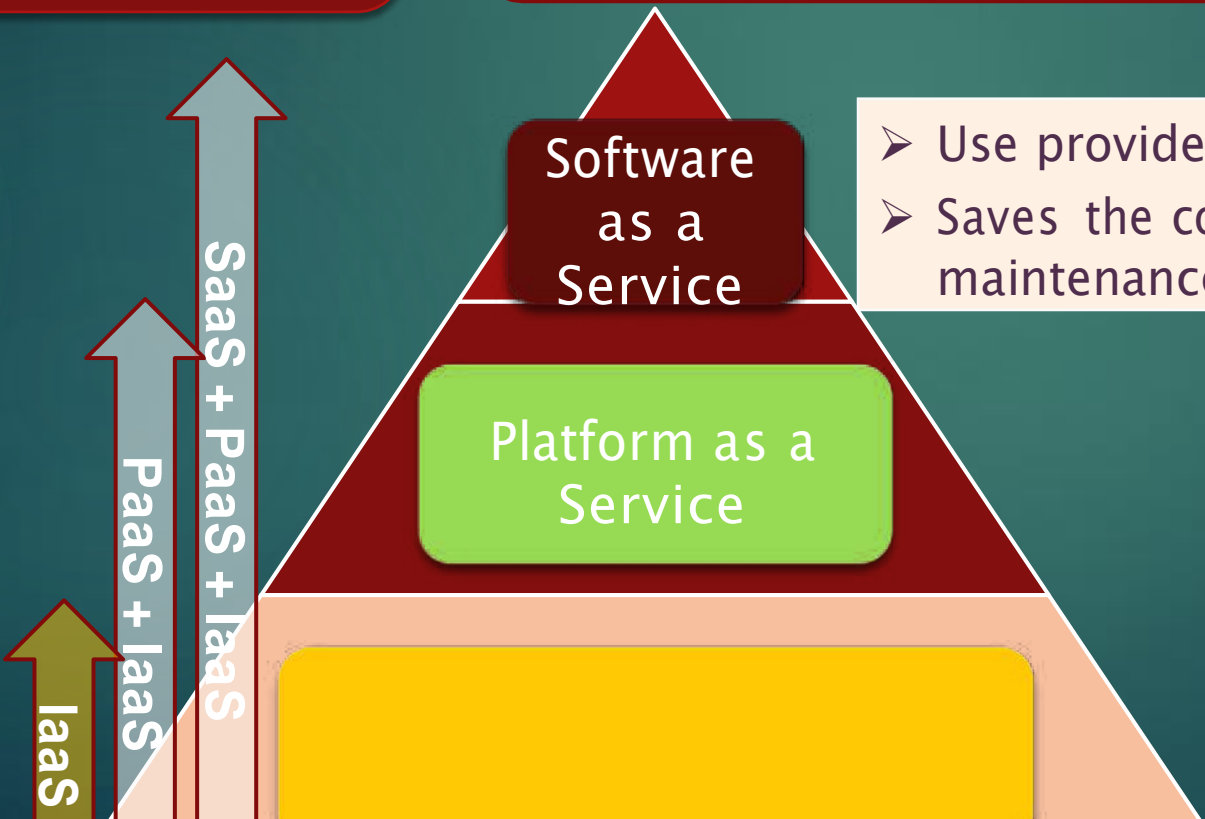 Software
as a
Service
➢ Use provide
➢ Saves the co
maintenance
Platform as a
Service
SaaS + PaaS + IaaS
PaaS + IaaS
IaaS